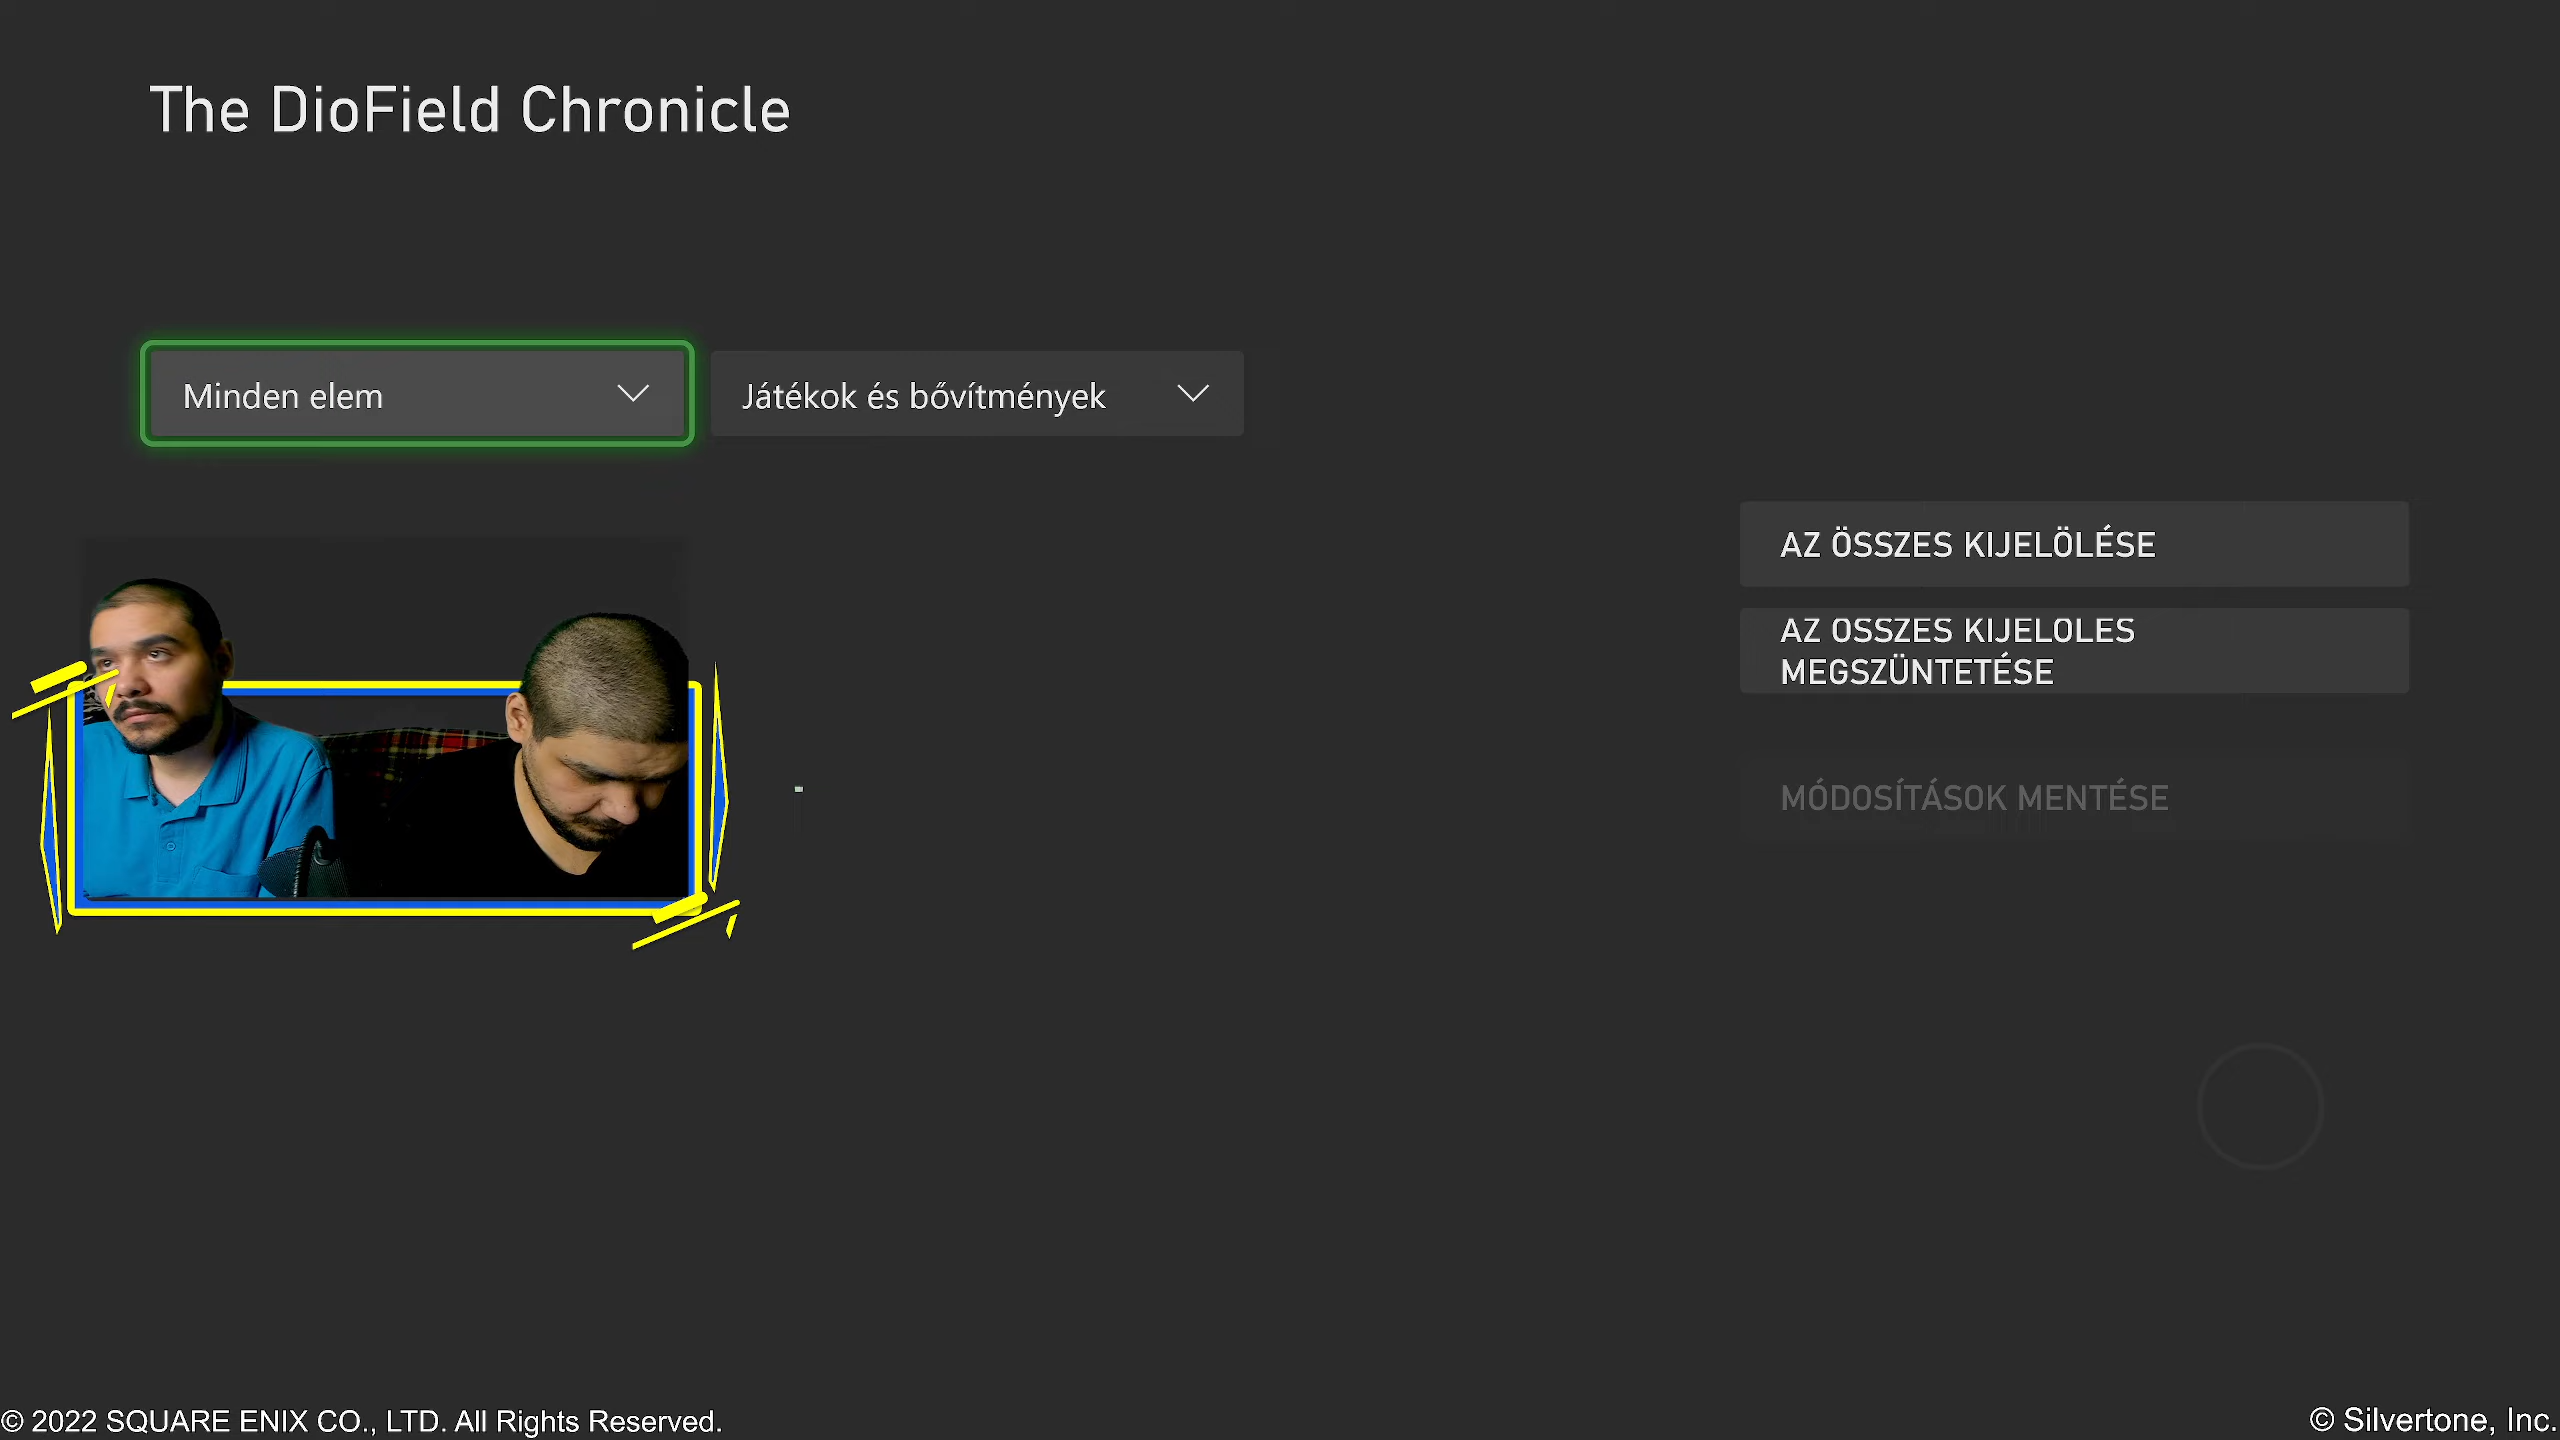 The DioField Chronicle
Minden elem
Játékok és bővítmények
AZ ÖSSZES KIJELÖLÉSE
AZ OSSZES KIJELOLES
MEGSZÜNTETÉSE
MÓDOSÍTÁSOK MENTÉSE
© 2022 SQUARE ENIX CO., LTD. All Rights Reserved.
© Silvertone, Inc.